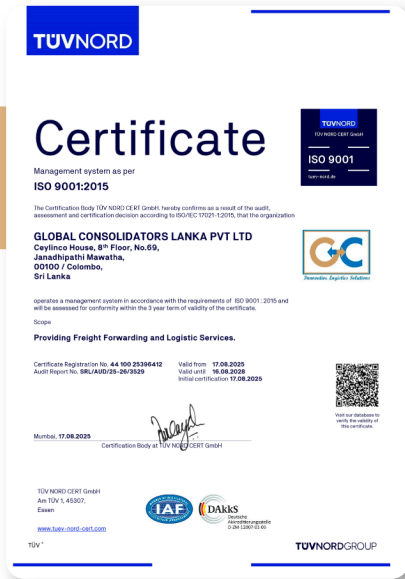 TÜVNORD
TÜVNORD
TÜV NORD CERT GmbH
ISO 9001
tuev-nord.de
Certificate
Management system as per
ISO 9001:2015
The Certification Body TÜV NORD CERT GmbH, hereby confirms as a result of the audit,
assessment and certification decision according to ISO/IEC 17021-1:2015, that the organization
GLOBAL CONSOLIDATORS LANKA PVT LTD
Ceylinco House, 8th Floor, No.69,
Janadhipathi Mawatha,
00100 / Colombo,
Sri Lanka
GC
Innovative Logistics Solutions
operates a management system in accordance with the requirements of ISO 9001 : 2015 and
will be assessed for conformity within the 3 year term of validity of the certificate.
Scope
Providing Freight Forwarding and Logistic Services.
Certificate Registration No. 44 100 25396412
Audit Report No. SRL/AUD/25-26/3529
Valid from 17.08.2025
Valid until 16.08.2028
Initial certification 17.08.2025
Visit our database to
verify the validity of
this certificate.
Mumbai, 17.08.2025
Certification Body at TÜV NORD CERT GmbH
TÜV NORD CERT GmbH
Am TÜV 1, 45307,
Essen
www.tuev-nord-cert.com
IAF
DAkkS
Deutsche
Akkreditierungsstelle
D-ZM-12007-01-00
TÜV ®
TÜVNORDGROUP